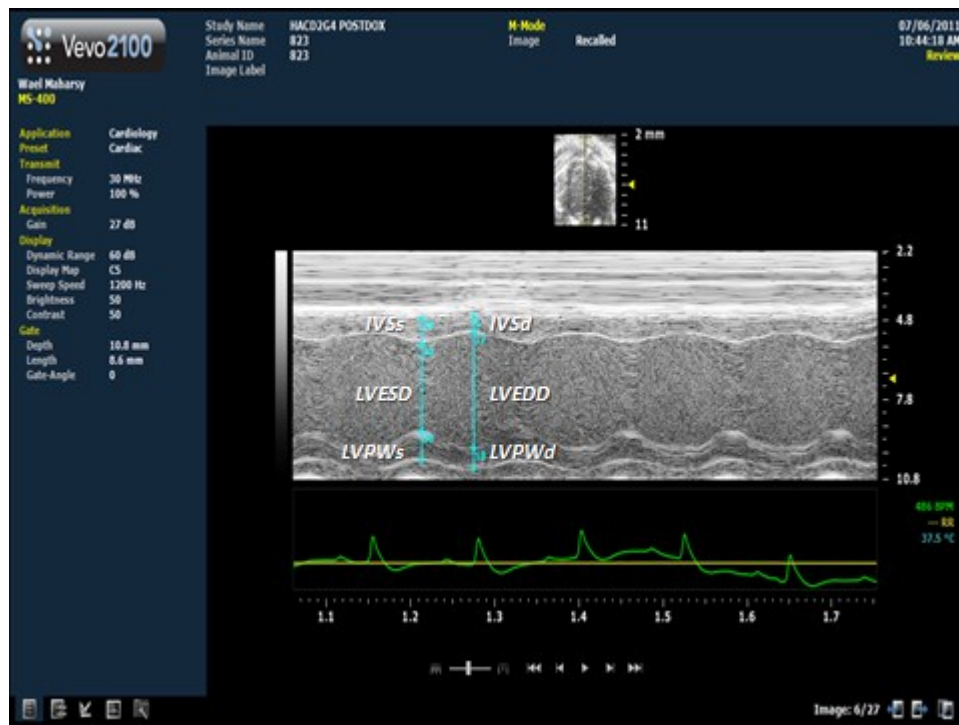 Vevo 2100
Study Name HACD2G4 POSTDOX
Series Name 823
Animal ID 823
Image Label
M-Mode
Image Recalled
07/06/2011
10:44:18 AM
Review
Wael Maharsy
MS-400
Application Cardiology
Preset Cardiac
Transmit
Frequency 30 MHz
Power 100 %
Acquisition
Gain 27 dB
Display
Dynamic Range 60 dB
Display Map C5
Sweep Speed 1200 Hz
Brightness 50
Contrast 50
Gate
Depth 10.8 mm
Length 8.6 mm
Gate-Angle 0
2 mm
11
2.2
4.8
7.8
10.8
IVSs IVSd
LVESD LVEDD
LVPWs LVPWd
486 BPM
--- RR
37.5 °C
1.1 1.2 1.3 1.4 1.5 1.6 1.7
Image: 6/27